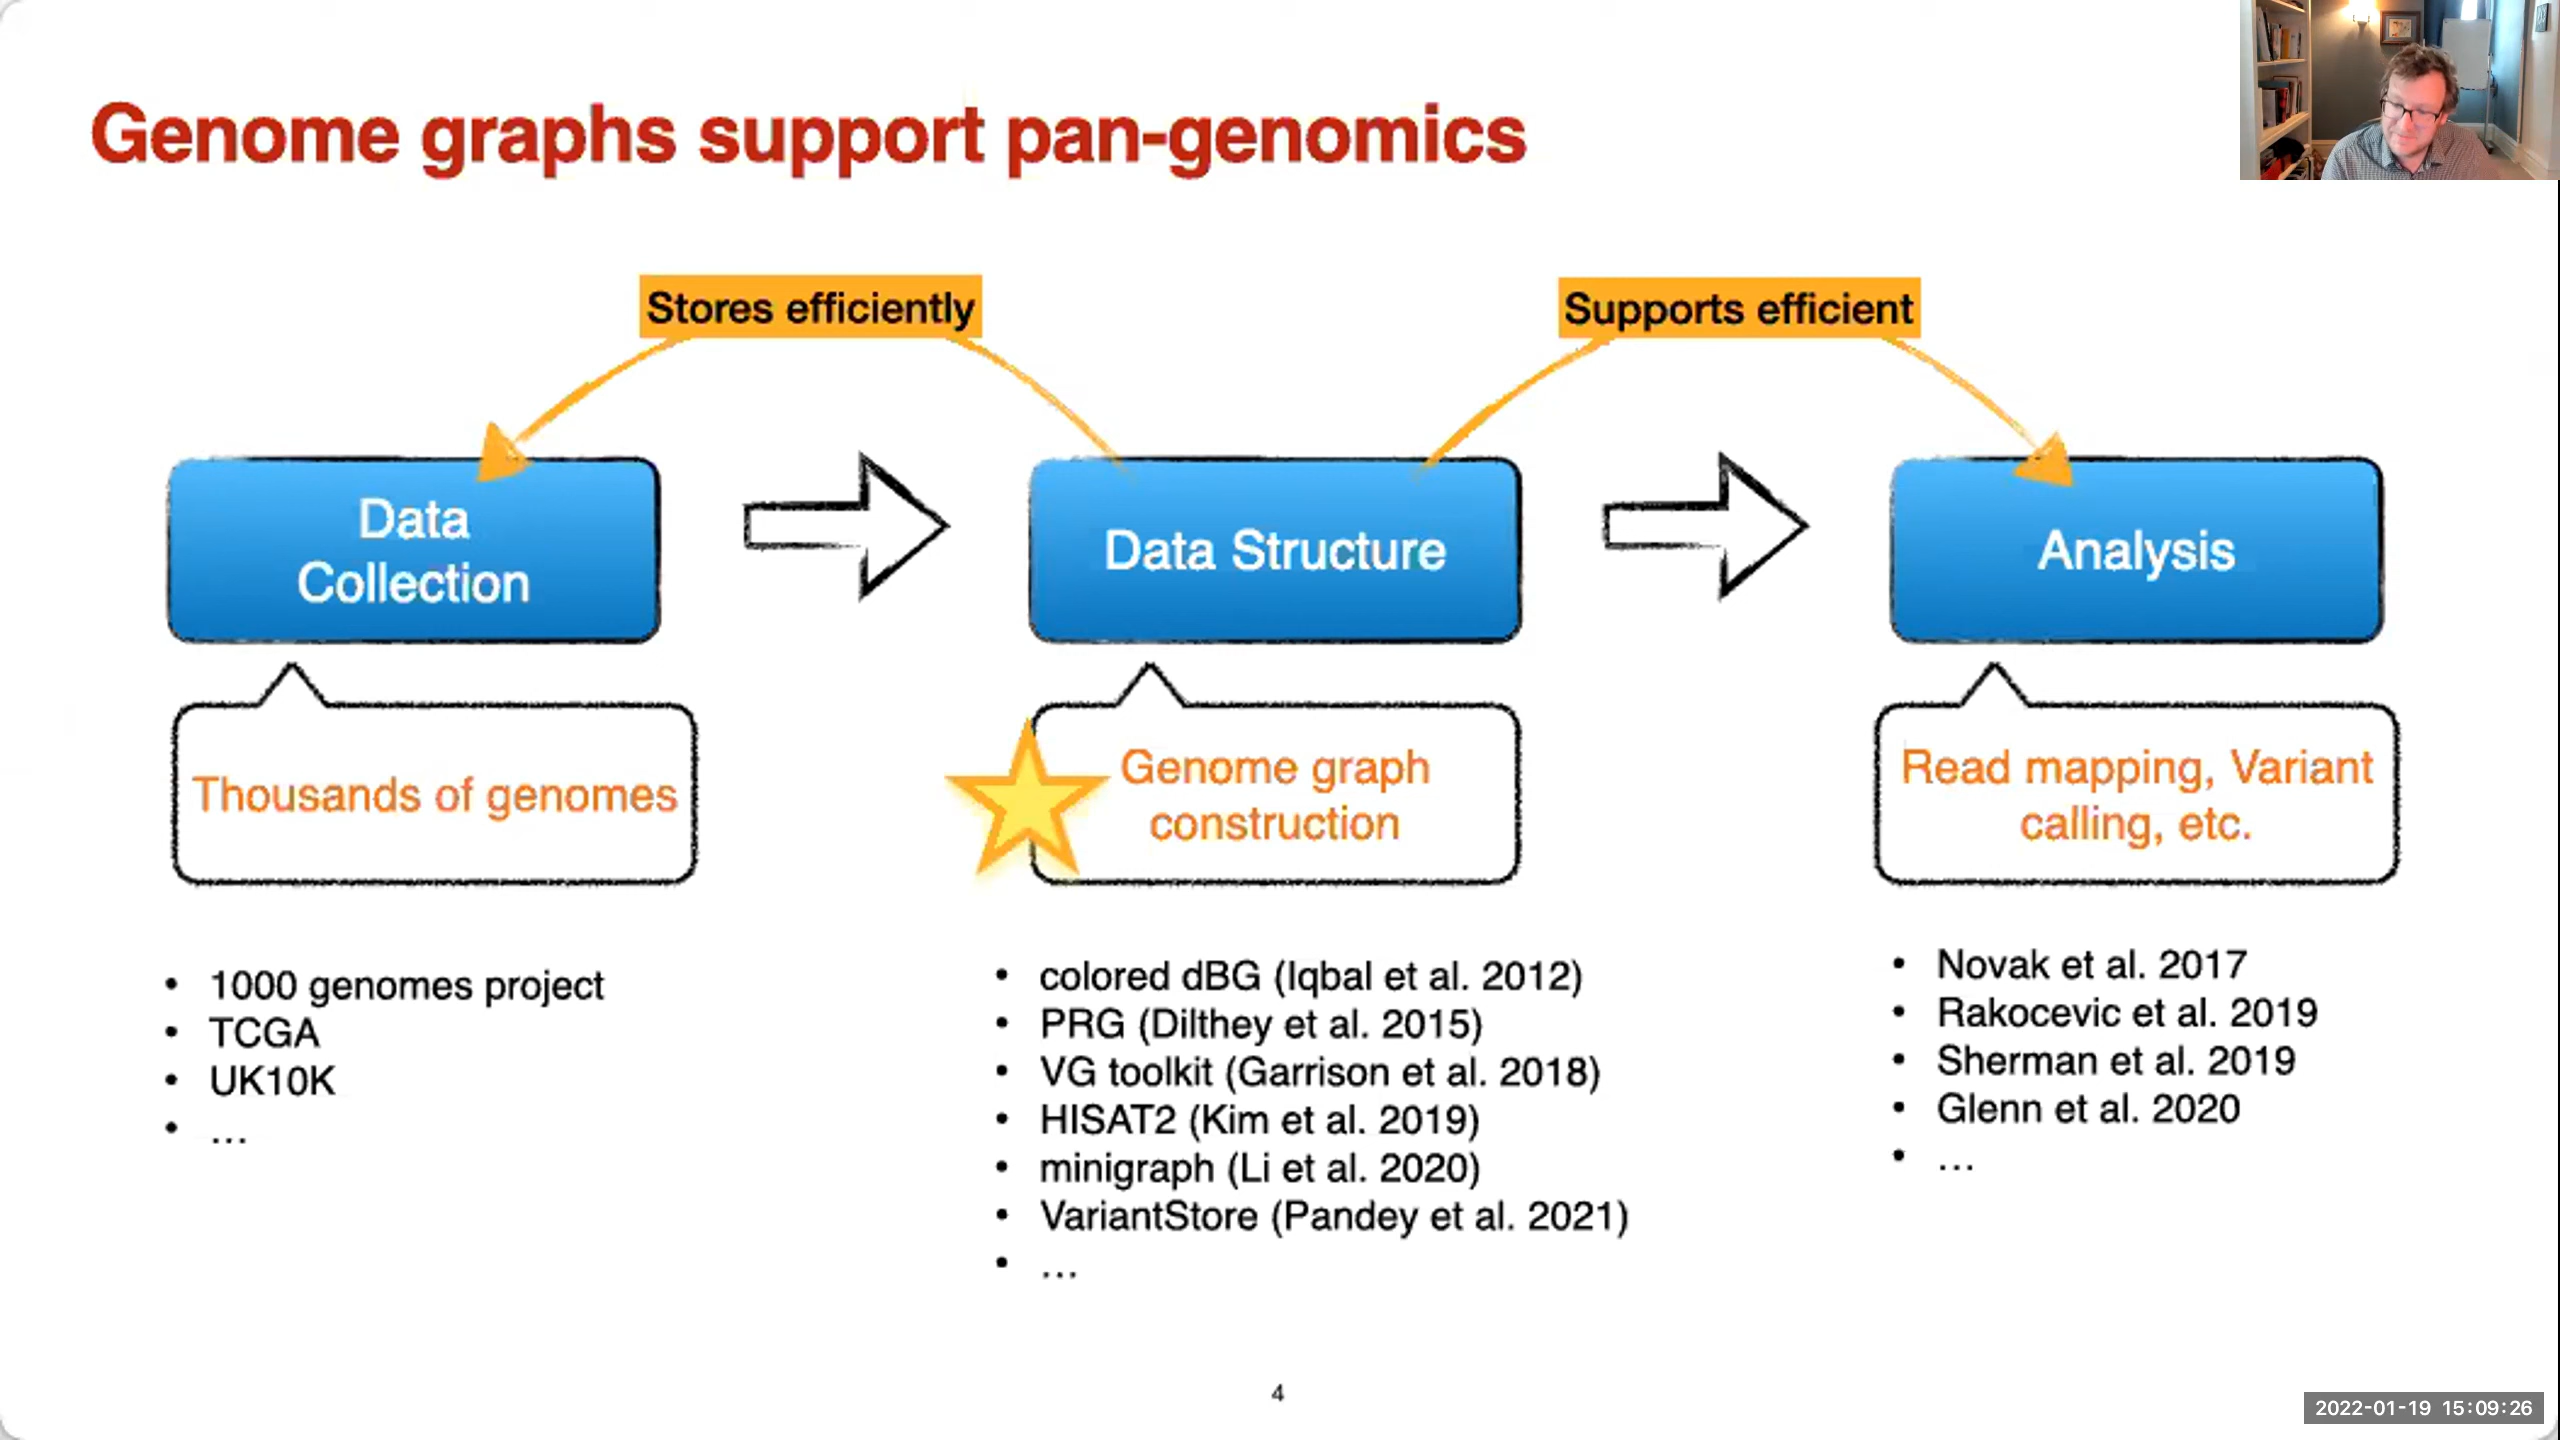 Genome graphs support pan-genomics
Stores efficiently
Supports efficient
Data
Collection
Data Structure
Analysis
Thousands of genomes
Genome graph
construction
Read mapping, Variant
calling, etc.
• 1000 genomes project
• TCGA
• UK10K
• ...
• colored dBG (Iqbal et al. 2012)
• PRG (Dilthey et al. 2015)
• VG toolkit (Garrison et al. 2018)
• HISAT2 (Kim et al. 2019)
• minigraph (Li et al. 2020)
• VariantStore (Pandey et al. 2021)
• ...
• Novak et al. 2017
• Rakocevic et al. 2019
• Sherman et al. 2019
• Glenn et al. 2020
• ...
4
2022-01-19 15:09:26